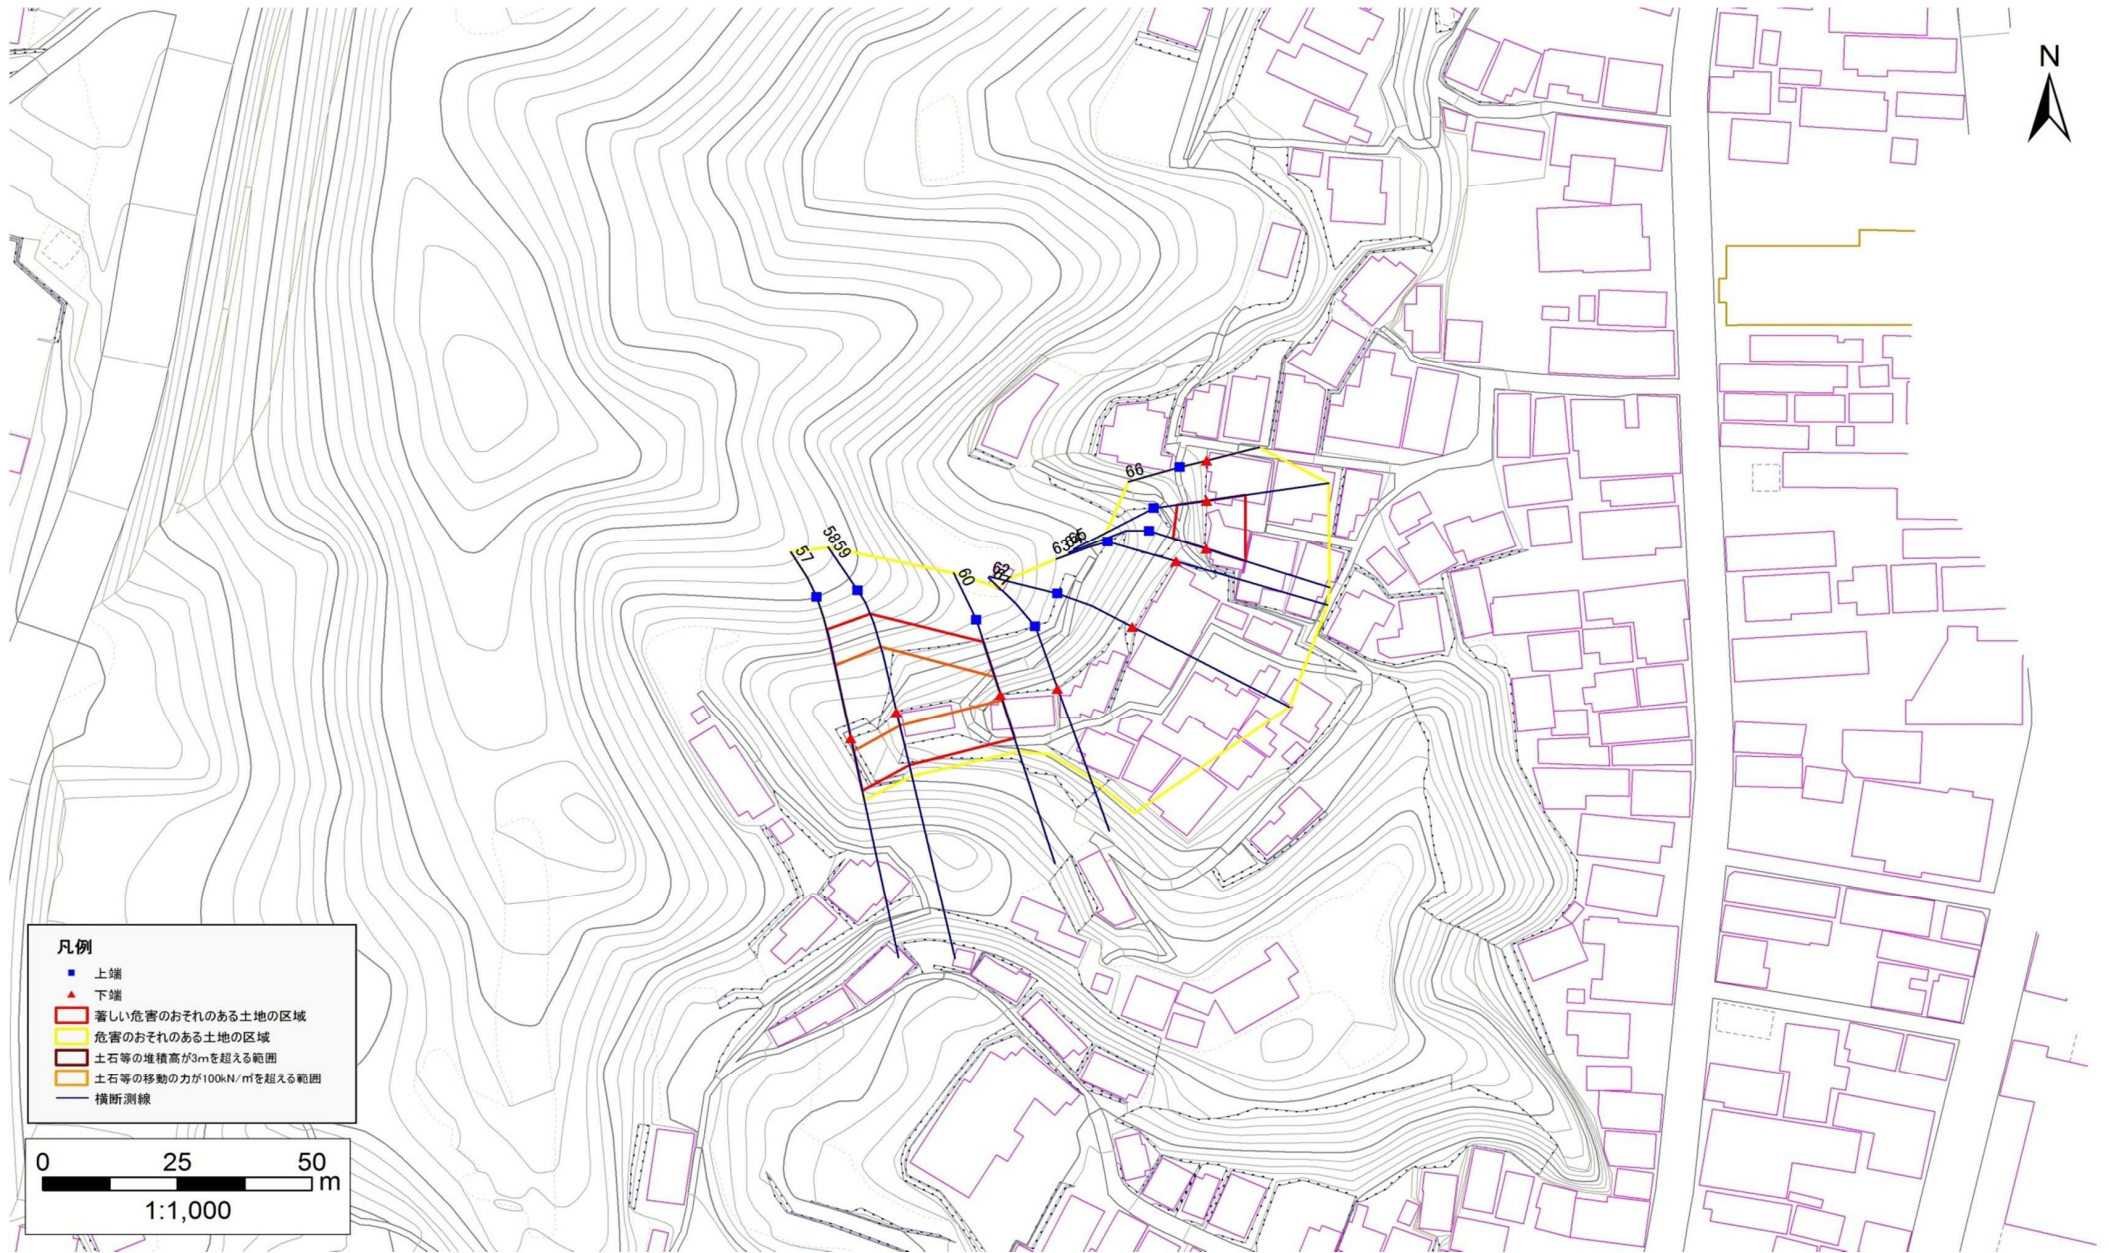 N
66
58
59
57
60
凡例
上端
下端
著しい危害のおそれのある土地の区域
危害のおそれのある土地の区域
土石等の堆積高が3mを超える範囲
土石等の移動の力が100kN/㎡を超える範囲
横断測線
0 25 50 m
1:1,000